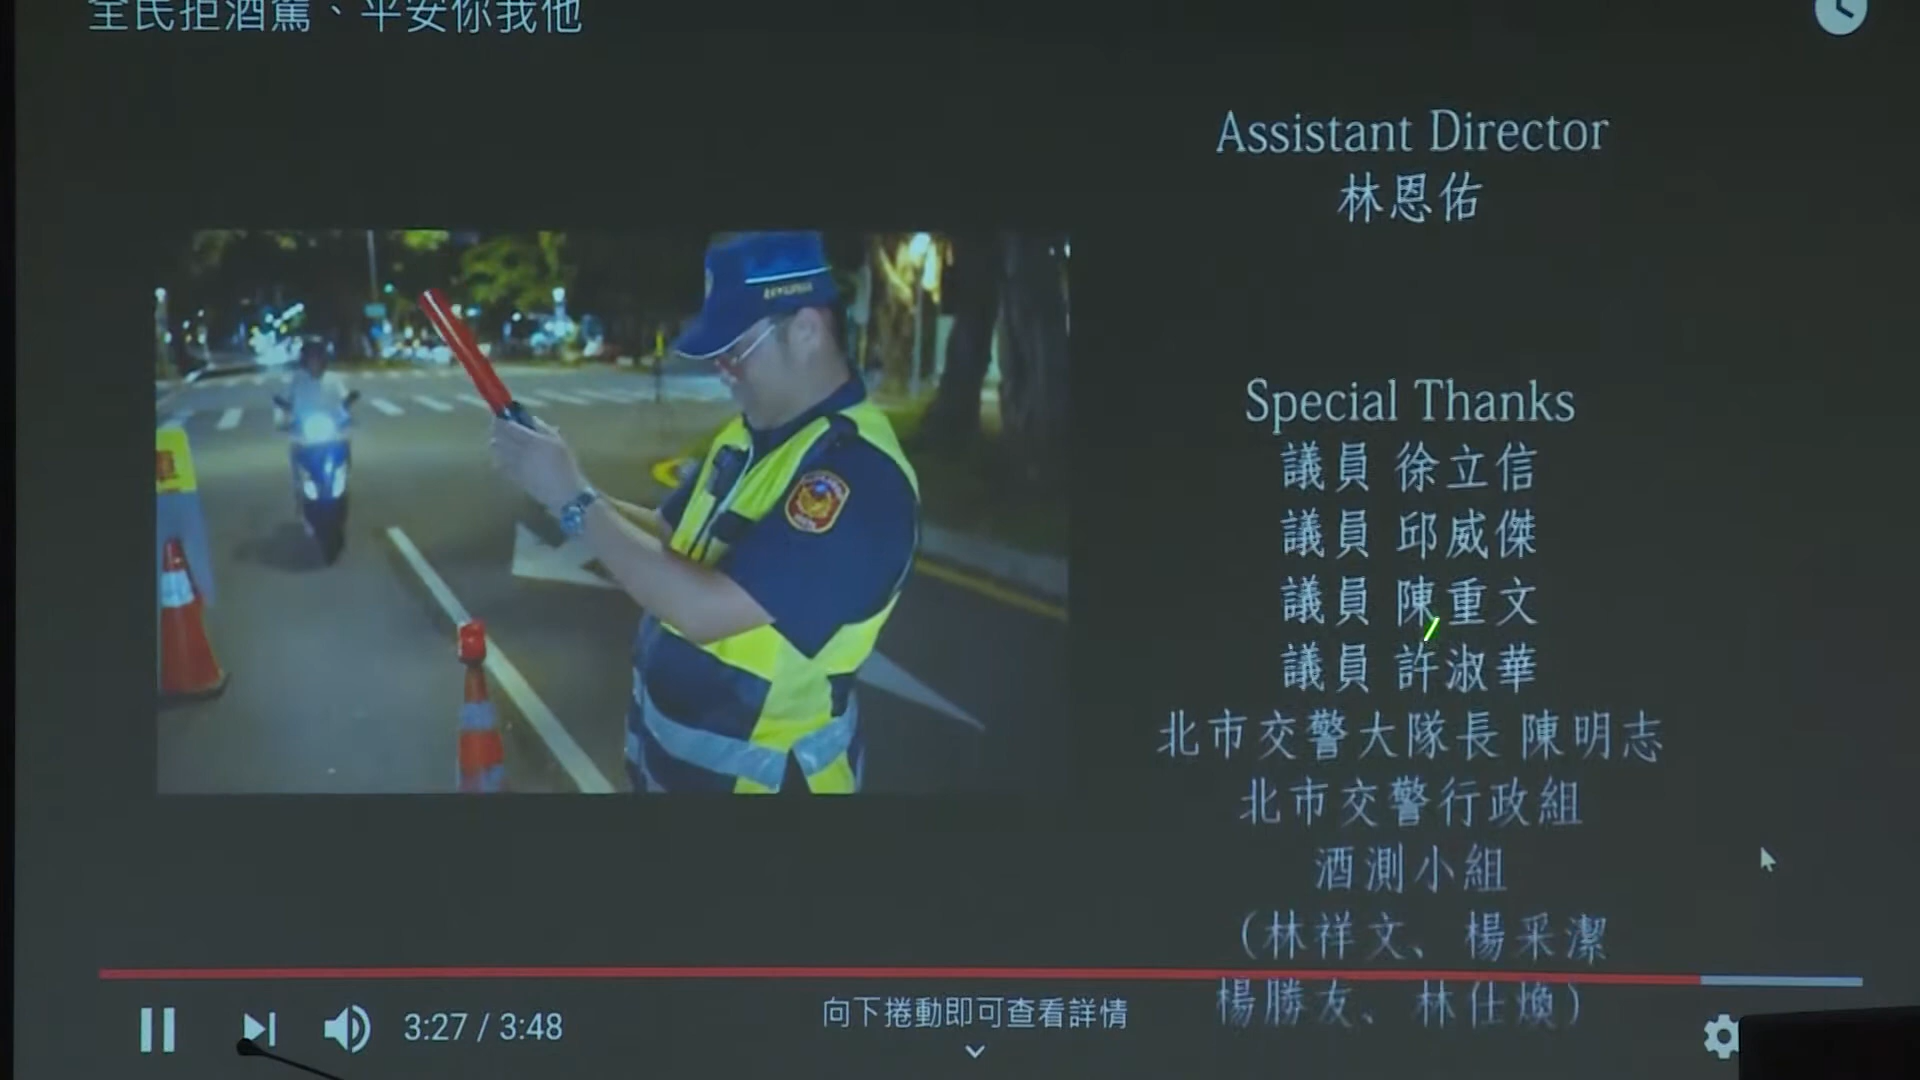 全民拒酒駕、平安你我他
Assistant Director
林恩佑
Special Thanks
議員 徐立信
議員 邱威傑
議員 陳重文
議員 許淑華
北市交警大隊長 陳明志
北市交警行政組
酒測小組
(林祥文、楊采潔
楊勝友、林仕煥)
3:27 / 3:48
向下捲動即可查看詳情